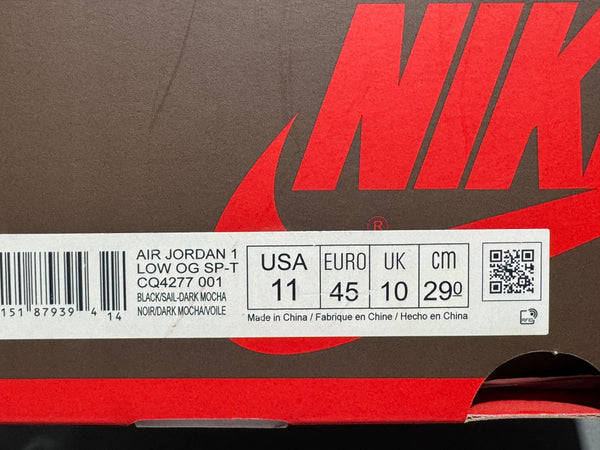 NIK
®
AIR JORDAN 1
LOW OG SP-T
CQ4277 001
BLACK/SAIL-DARK MOCHA
NOIR/DARK MOCHA/VOILE
151 87939 4 14
USA EURO UK cm
11 45 10 29.0
Made in China / Fabrique en Chine / Hecho en China
RFID